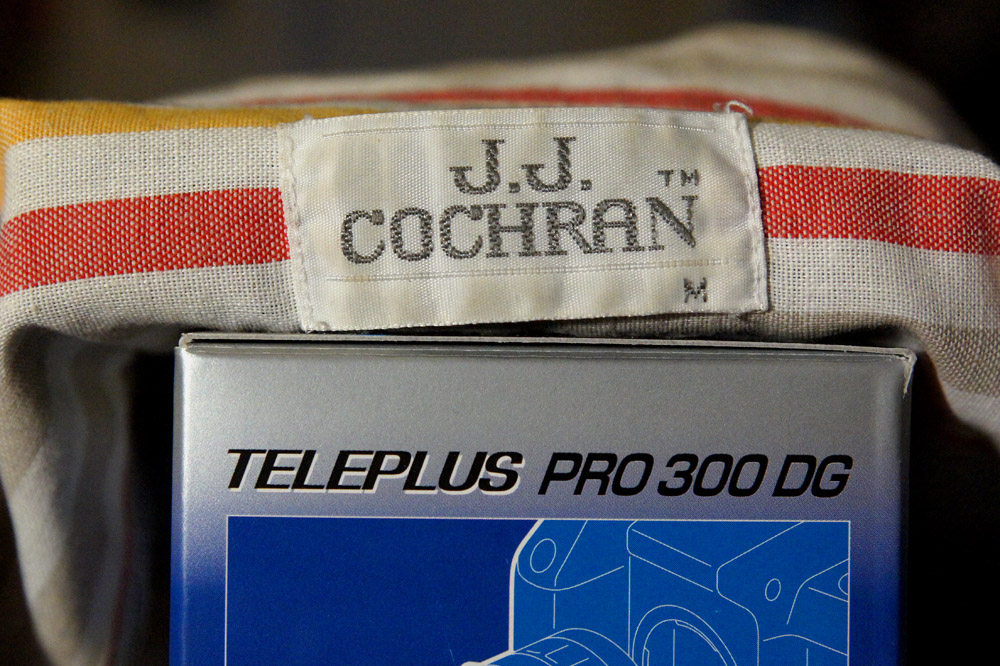 J.J.
COCHRAN™
M
TELEPLUS PRO 300 DG